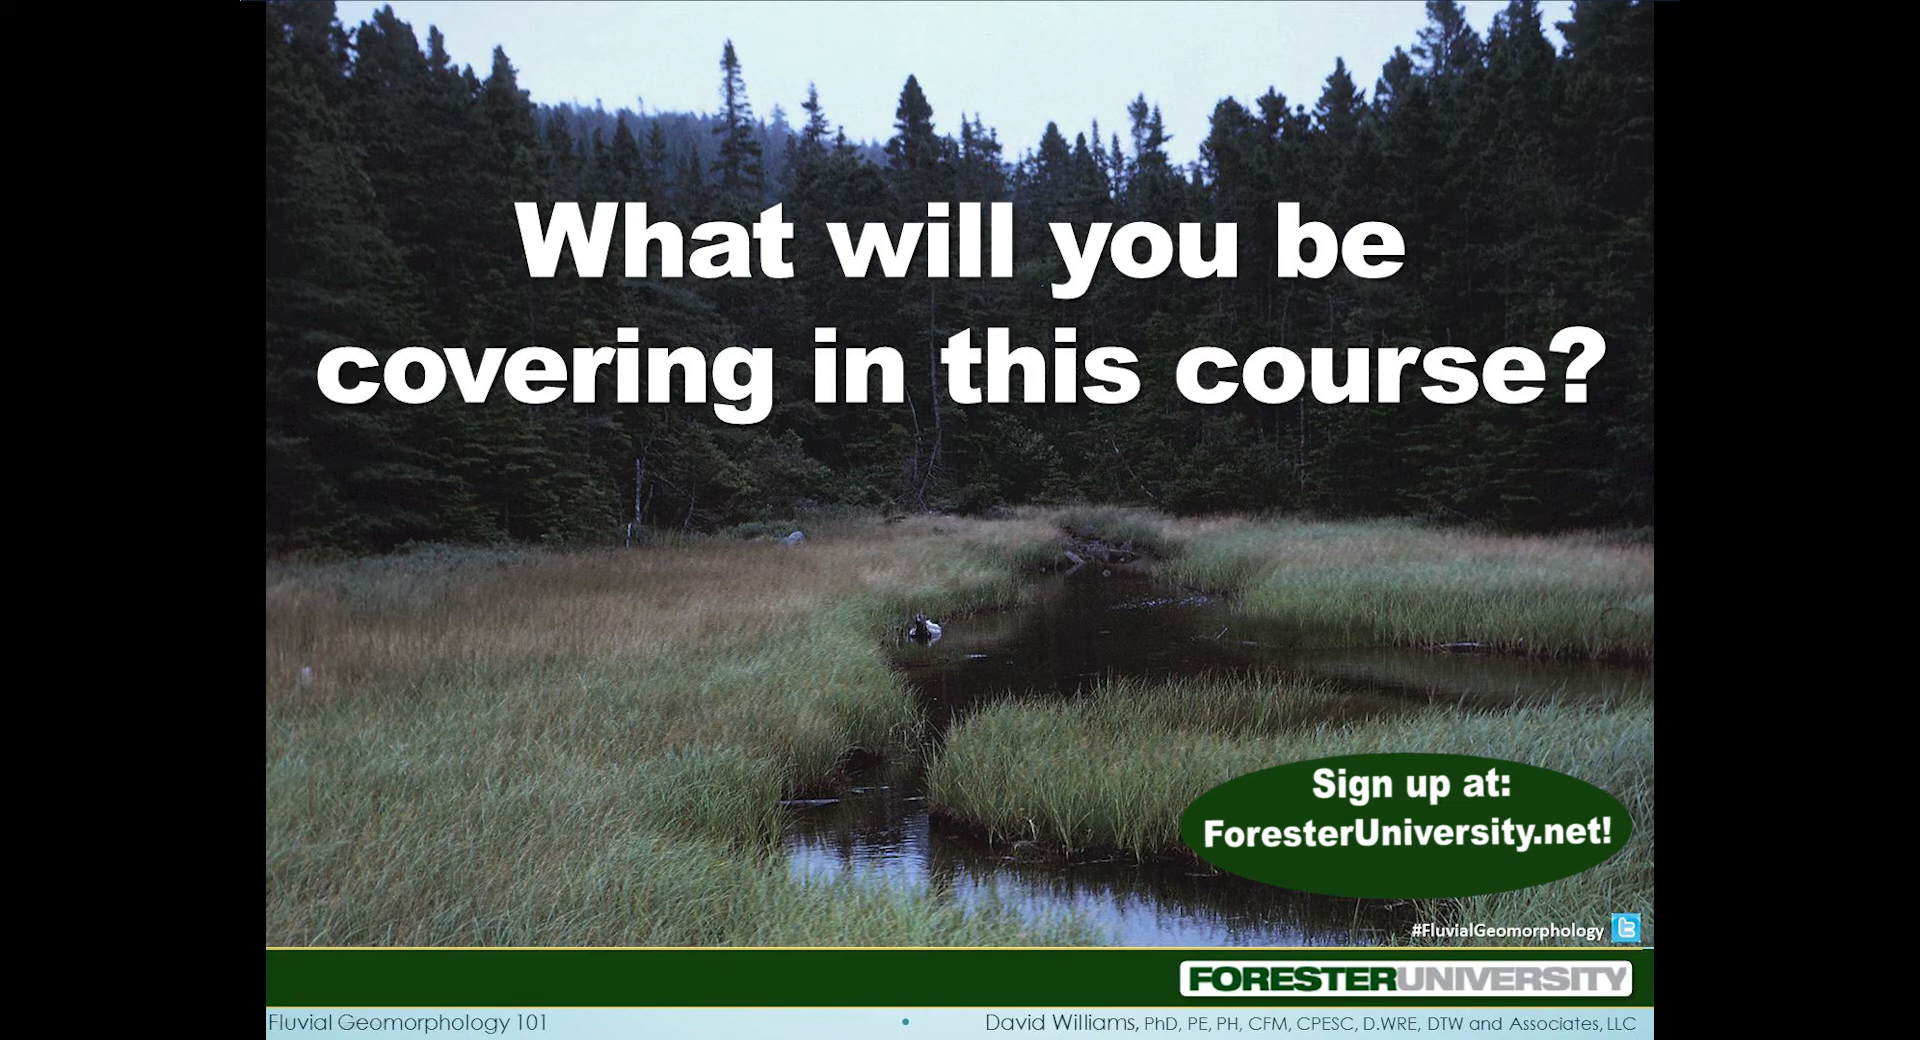 What will you be
covering in this course?
Sign up at:
ForesterUniversity.net!
#FluvialGeomorphology
FORESTERUNIVERSITY
Fluvial Geomorphology 101 • David Williams, PhD, PE, PH, CFM, CPESC, D.WRE, DTW and Associates, LLC